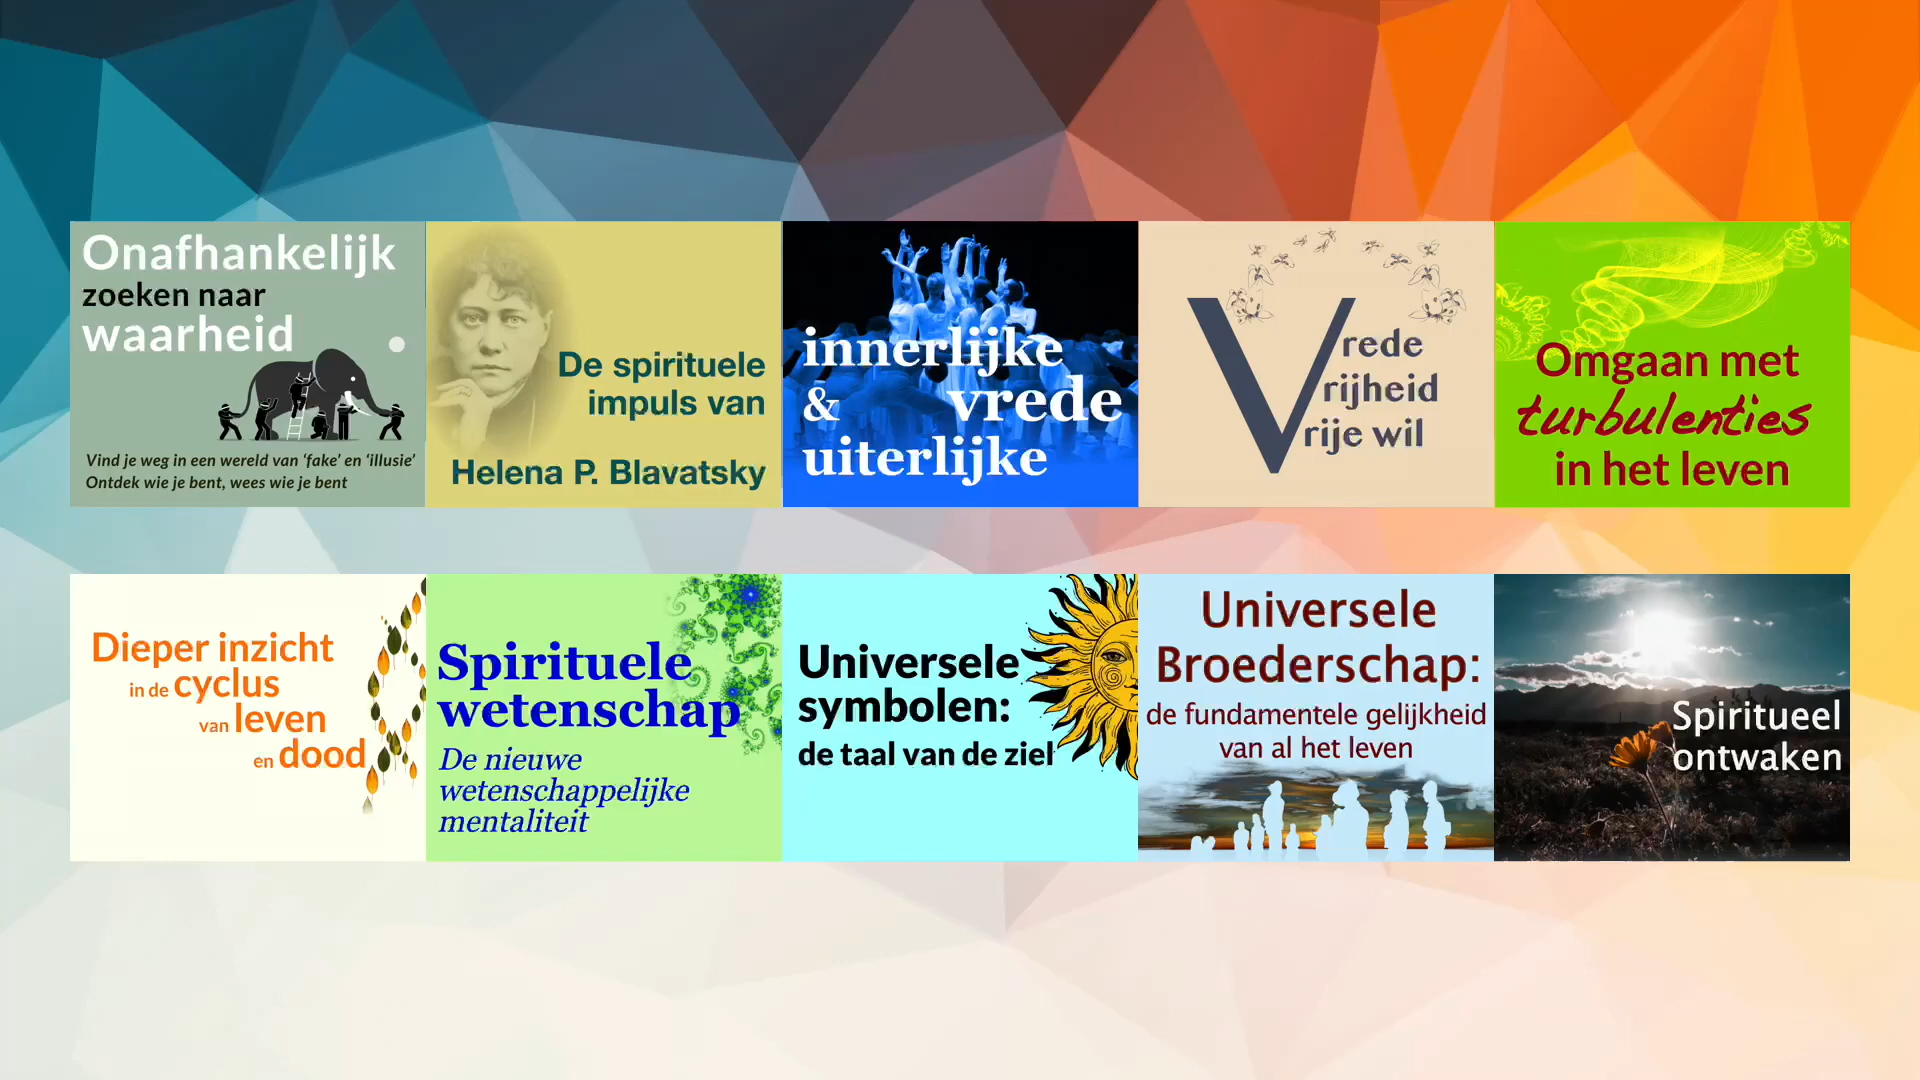 Onafhankelijk
zoeken naar
waarheid
Vind je weg in een wereld van ‘fake’ en ‘illusie’
Ontdek wie je bent, wees wie je bent
De spirituele
impuls van
Helena P. Blavatsky
innerlijke
& vrede
uiterlijke
Vrede
Vrijheid
Vrije wil
Omgaan met
turbulenties
in het leven
Dieper inzicht
in de cyclus
van leven
en dood
Spirituele
wetenschap
De nieuwe
wetenschappelijke
mentaliteit
Universele
symbolen:
de taal van de ziel
Universele
Broederschap:
de fundamentele gelijkheid
van al het leven
Spiritueel
ontwaken